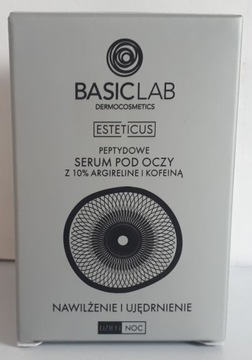 BASICLAB
DERMOCOSMETICS
ESTETICUS
PEPTYDOWE
SERUM POD OCZY
Z 10% ARGIRELINE I KOFEINĄ
NAWILŻENIE I UJĘDRNIENIE
DZIEŃ NOC